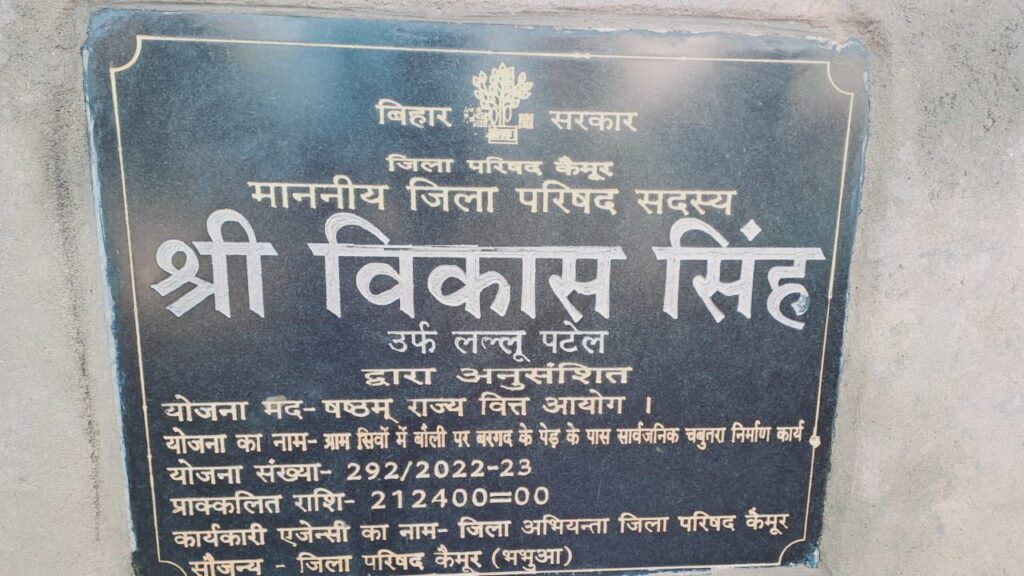 बिहार सरकार
जिला परिषद कैमूर
माननीय जिला परिषद सदस्य
श्री विकास सिंह
उर्फ लल्लू पटेल
द्वारा अनुसंशित
योजना मद- षष्ठम् राज्य वित्त आयोग ।
योजना का नाम- ग्राम सिवों में बॉली पर बरगद के पेड़ के पास सार्वजनिक चबुतरा निर्माण कार्य
योजना संख्या- 292/2022-23
प्राक्कलित राशि- 212400=00
कार्यकारी एजेन्सी का नाम- जिला अभियन्ता जिला परिषद कैमूर
सौजन्य - जिला परिषद कैमूर (भभुआ)